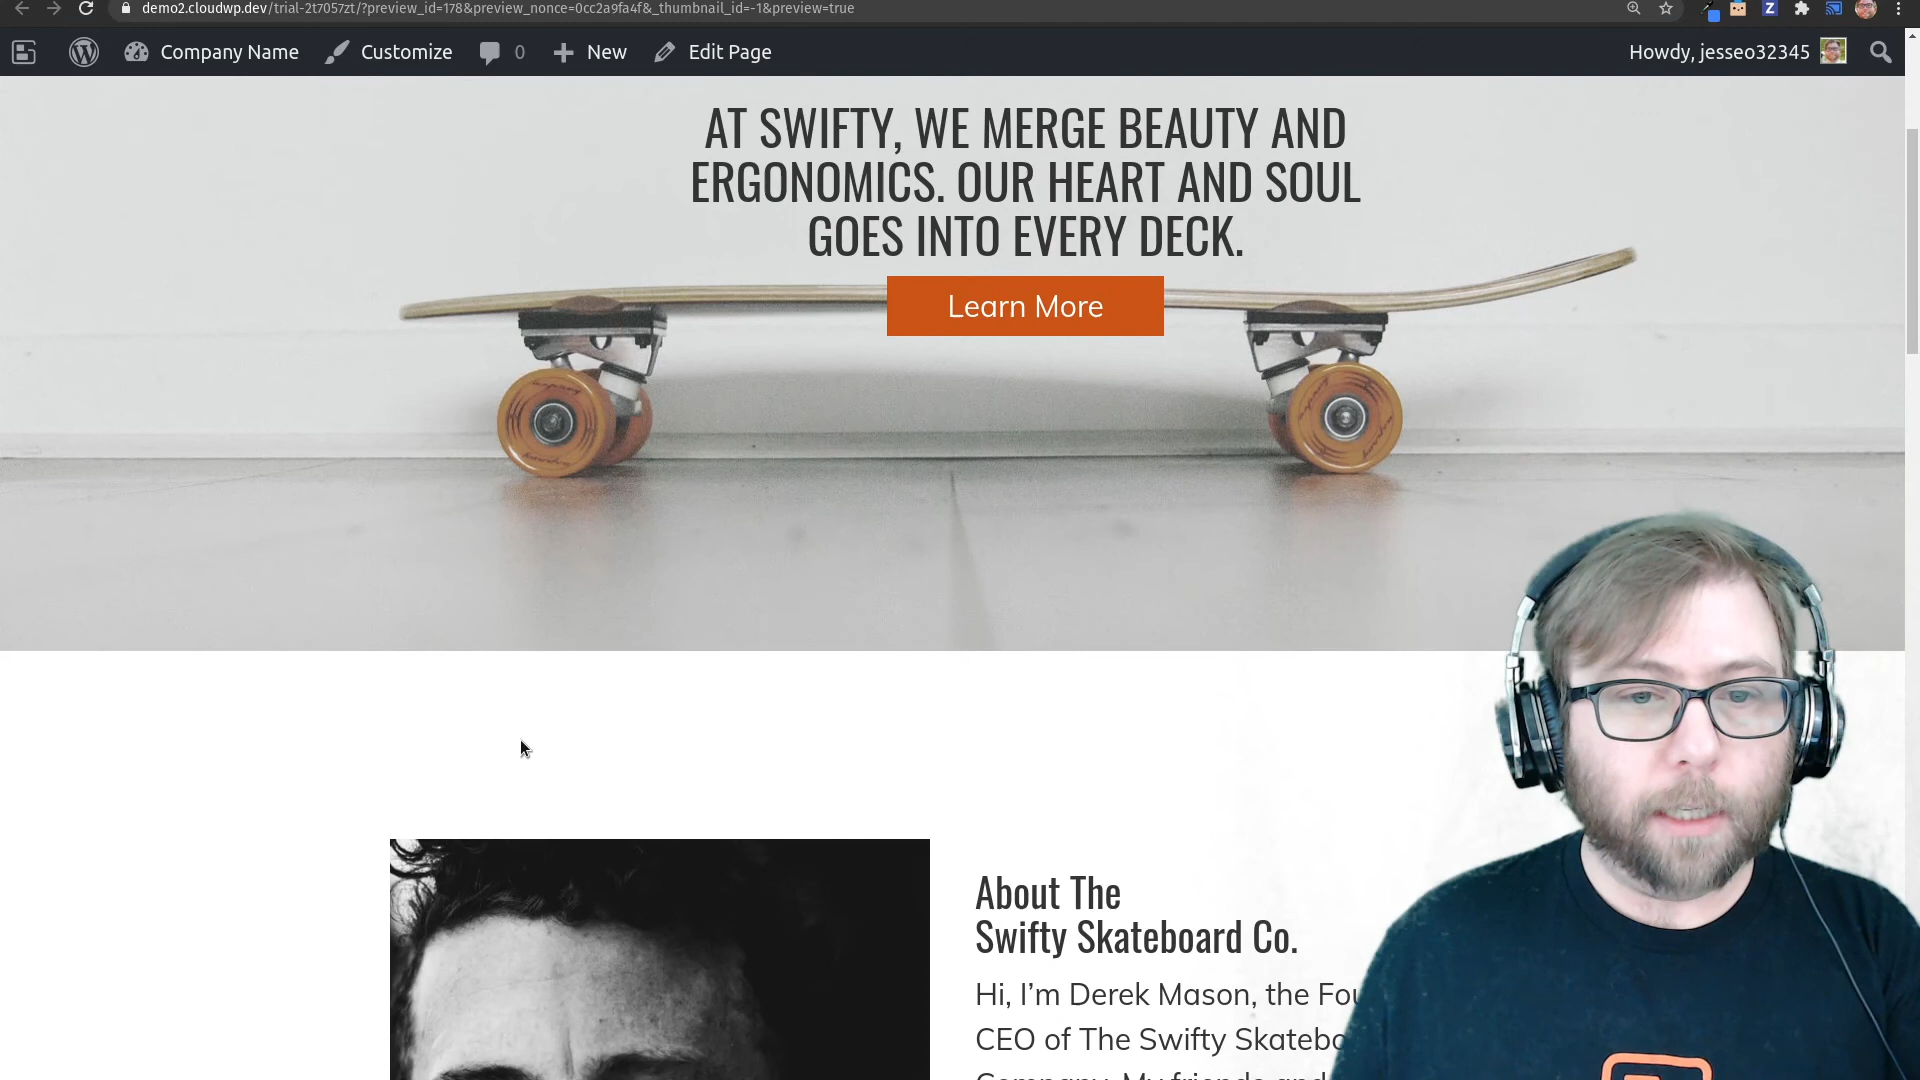 demo2.cloudwp.dev/trial-2t7057zt/?preview_id=178&preview_nonce=0cc2a9fa4f&_thumbnail_id=-1&preview=true
Company Name
Customize
0
New
Edit Page
Howdy, jesseo32345
AT SWIFTY, WE MERGE BEAUTY AND
ERGONOMICS. OUR HEART AND SOUL
GOES INTO EVERY DECK.
Learn More
About The
Swifty Skateboard Co.
Hi, I'm Derek Mason, the
CEO of The Swifty